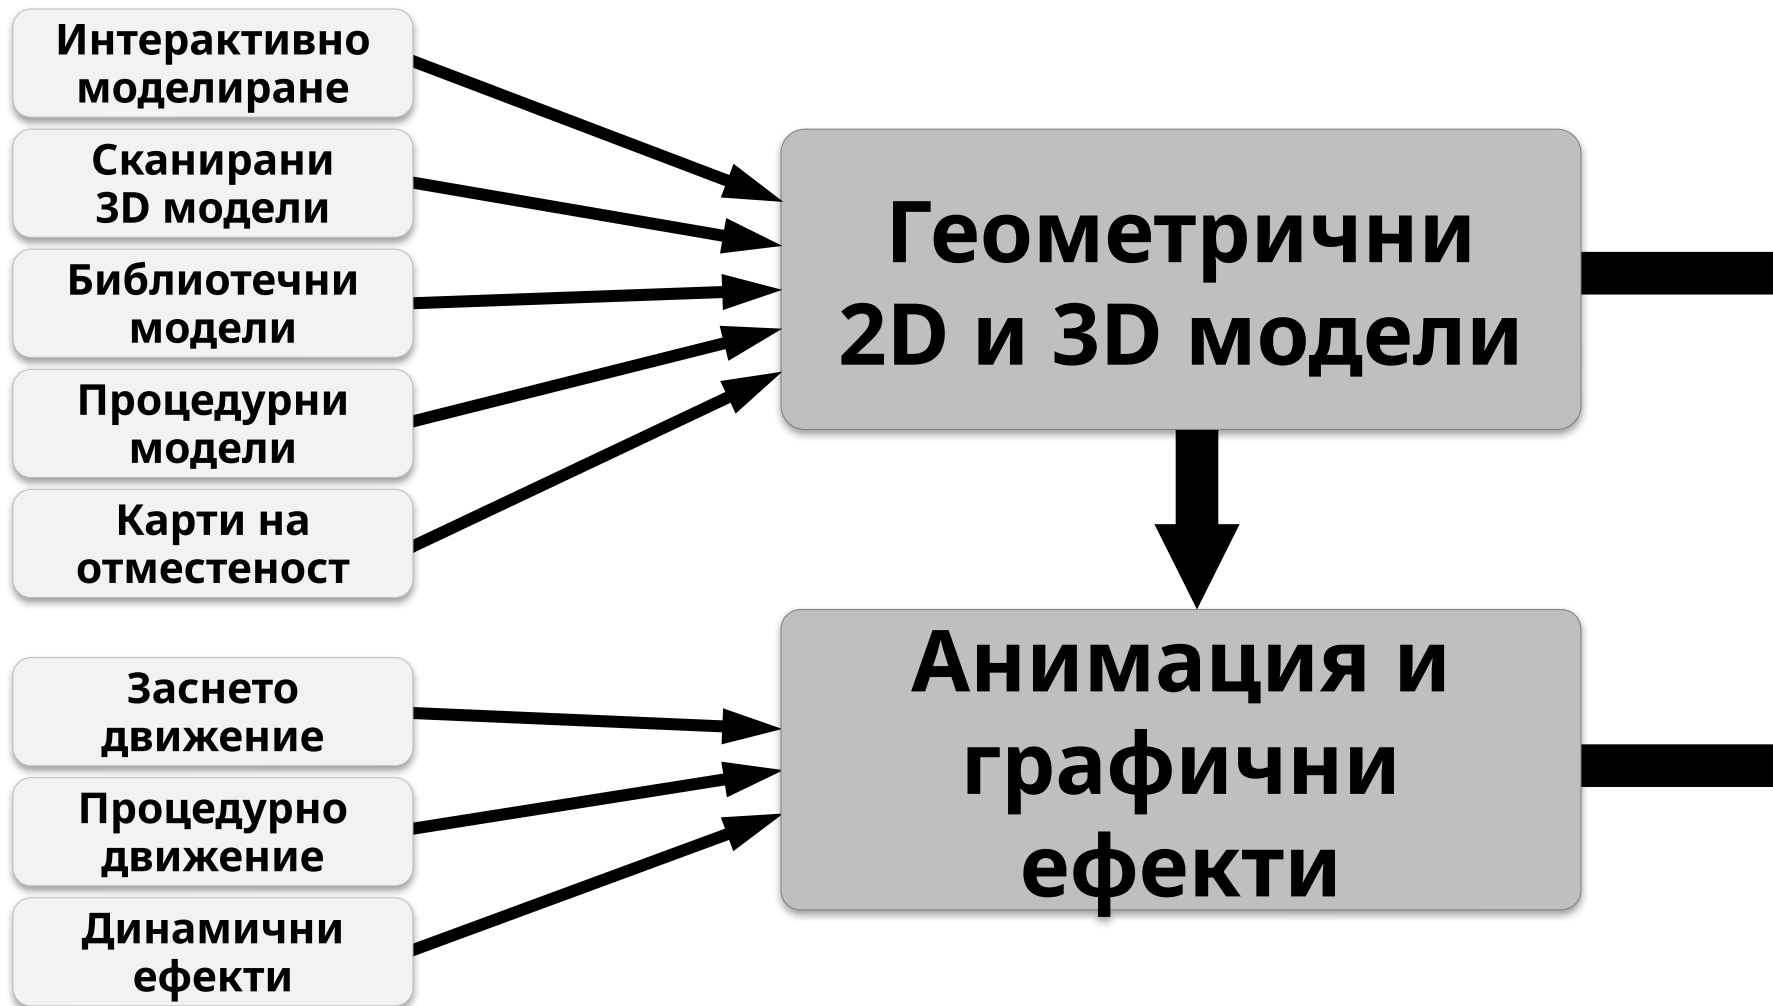 Интерактивно
моделиране
Сканирани
3D модели
Библиотечни
модели
Процедурни
модели
Карти на
отместеност
Геометрични
2D и 3D модели
Заснето
движение
Процедурно
движение
Динамични
ефекти
Анимация и
графични
ефекти